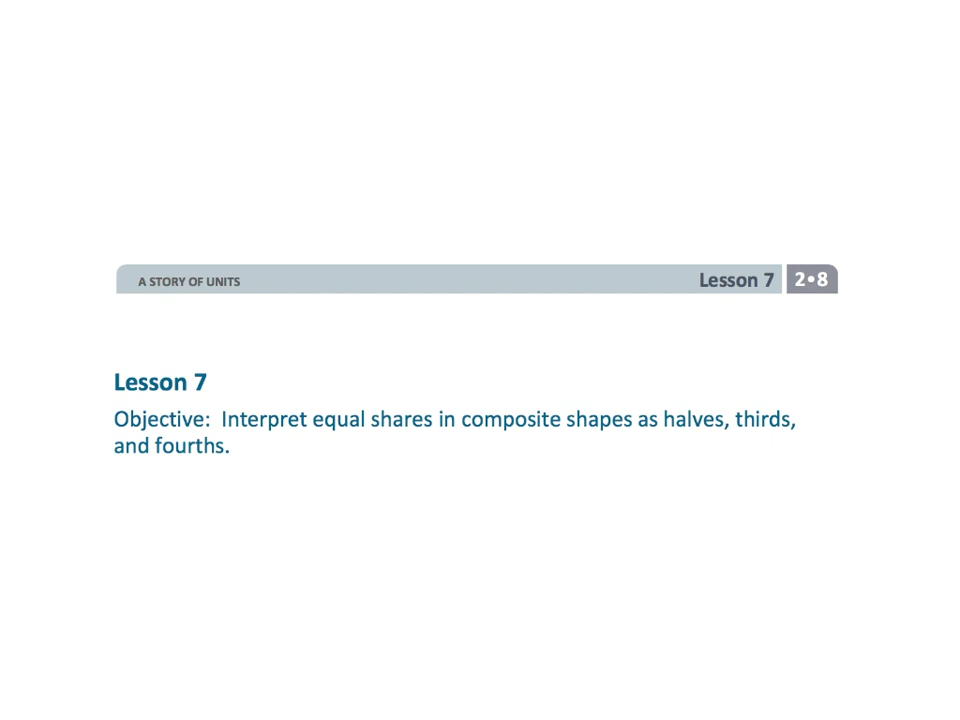 A STORY OF UNITS
Lesson 7
2•8
Lesson 7
Objective:  Interpret equal shares in composite shapes as halves, thirds,
and fourths.